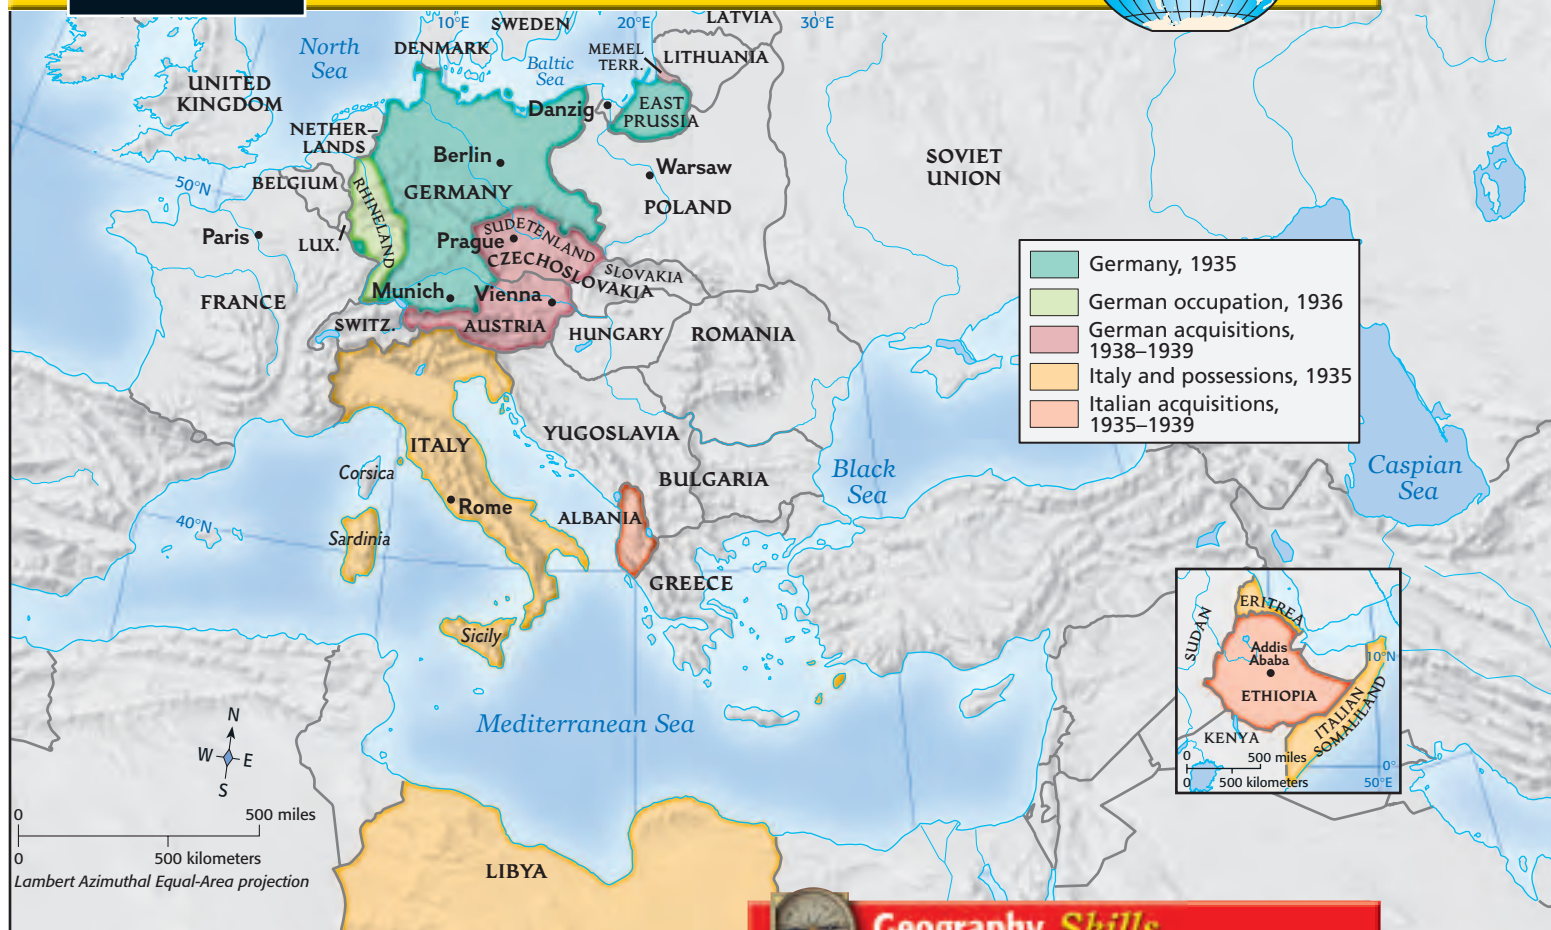 10°E
SWEDEN
20°E
LATVIA
30°E
North
Sea
DENMARK
Baltic
Sea
MEMEL
TERR.
LITHUANIA
UNITED
KINGDOM
Danzig
EAST
PRUSSIA
NETHER–
LANDS
Berlin
Warsaw
SOVIET
UNION
50°N
BELGIUM
RHINELAND
GERMANY
POLAND
Paris
LUX.
Prague
SUDETENLAND
CZECHOSLOVAKIA
SLOVAKIA
FRANCE
Munich
Vienna
SWITZ.
AUSTRIA
HUNGARY
ROMANIA
Germany, 1935
German occupation, 1936
German acquisitions,
1938–1939
Italy and possessions, 1935
Italian acquisitions,
1935–1939
ITALY
YUGOSLAVIA
Corsica
BULGARIA
Black
Sea
Caspian
Sea
Rome
40°N
ALBANIA
Sardinia
GREECE
Sicily
Mediterranean Sea
ERITREA
SUDAN
Addis
Ababa
10°N
ETHIOPIA
ITALIAN
SOMALILAND
KENYA
0 500 miles
0 500 kilometers
0°
50°E
N
W E
S
0 500 miles
0 500 kilometers
Lambert Azimuthal Equal-Area projection
LIBYA
Geography Skills